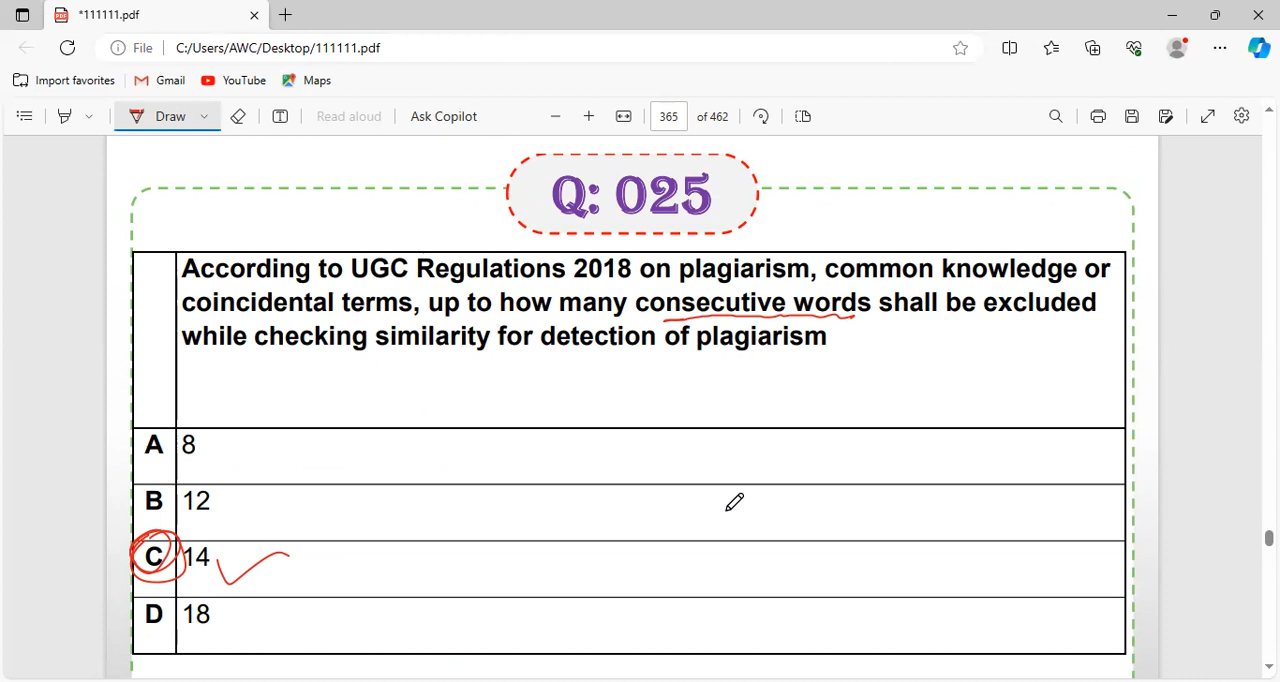 *111111.pdf
File C:/Users/AWC/Desktop/111111.pdf
Import favorites Gmail YouTube Maps
Draw Read aloud Ask Copilot 365 of 462
Q: 025
According to UGC Regulations 2018 on plagiarism, common knowledge or
coincidental terms, up to how many consecutive words shall be excluded
while checking similarity for detection of plagiarism
A 8
B 12
C 14
D 18